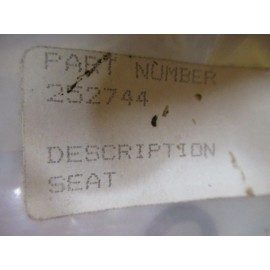 PART NUMBER
252744
DESCRIPTION
SEAT